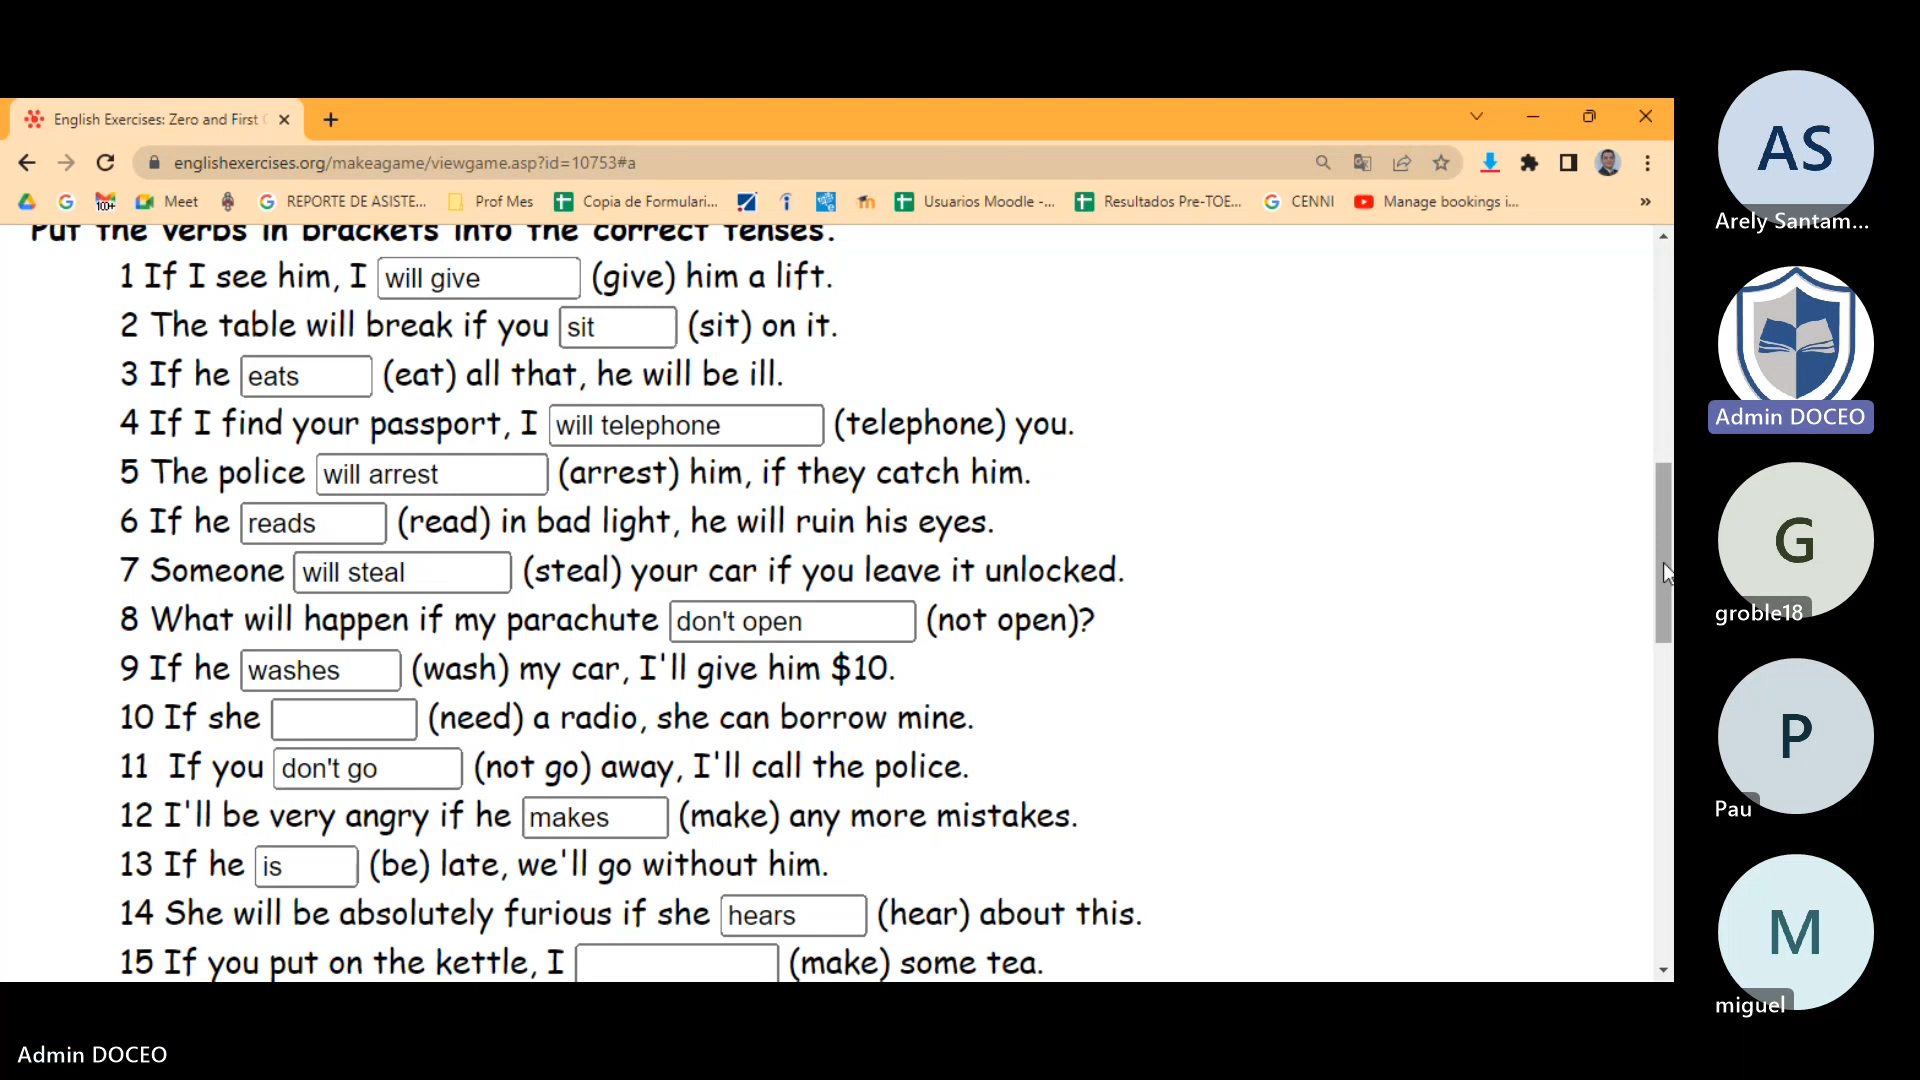 English Exercises: Zero and First
englishexercises.org/makeagame/viewgame.asp?id=10753#a
100+
Meet
REPORTE DE ASISTE...
Prof Mes
Copia de Formulari...
Usuarios Moodle -...
Resultados Pre-TOE...
CENNI
Manage bookings i...
»
Put the verbs in brackets into the correct tenses.
1 If I see him, I will give (give) him a lift.
2 The table will break if you sit (sit) on it.
3 If he eats (eat) all that, he will be ill.
4 If I find your passport, I will telephone (telephone) you.
5 The police will arrest (arrest) him, if they catch him.
6 If he reads (read) in bad light, he will ruin his eyes.
7 Someone will steal (steal) your car if you leave it unlocked.
8 What will happen if my parachute don't open (not open)?
9 If he washes (wash) my car, I'll give him $10.
10 If she (need) a radio, she can borrow mine.
11 If you don't go (not go) away, I'll call the police.
12 I'll be very angry if he makes (make) any more mistakes.
13 If he is (be) late, we'll go without him.
14 She will be absolutely furious if she hears (hear) about this.
15 If you put on the kettle, I (make) some tea.
AS
Arely Santam...
Admin DOCEO
G
groble18
P
Pau
M
miguel
Admin DOCEO